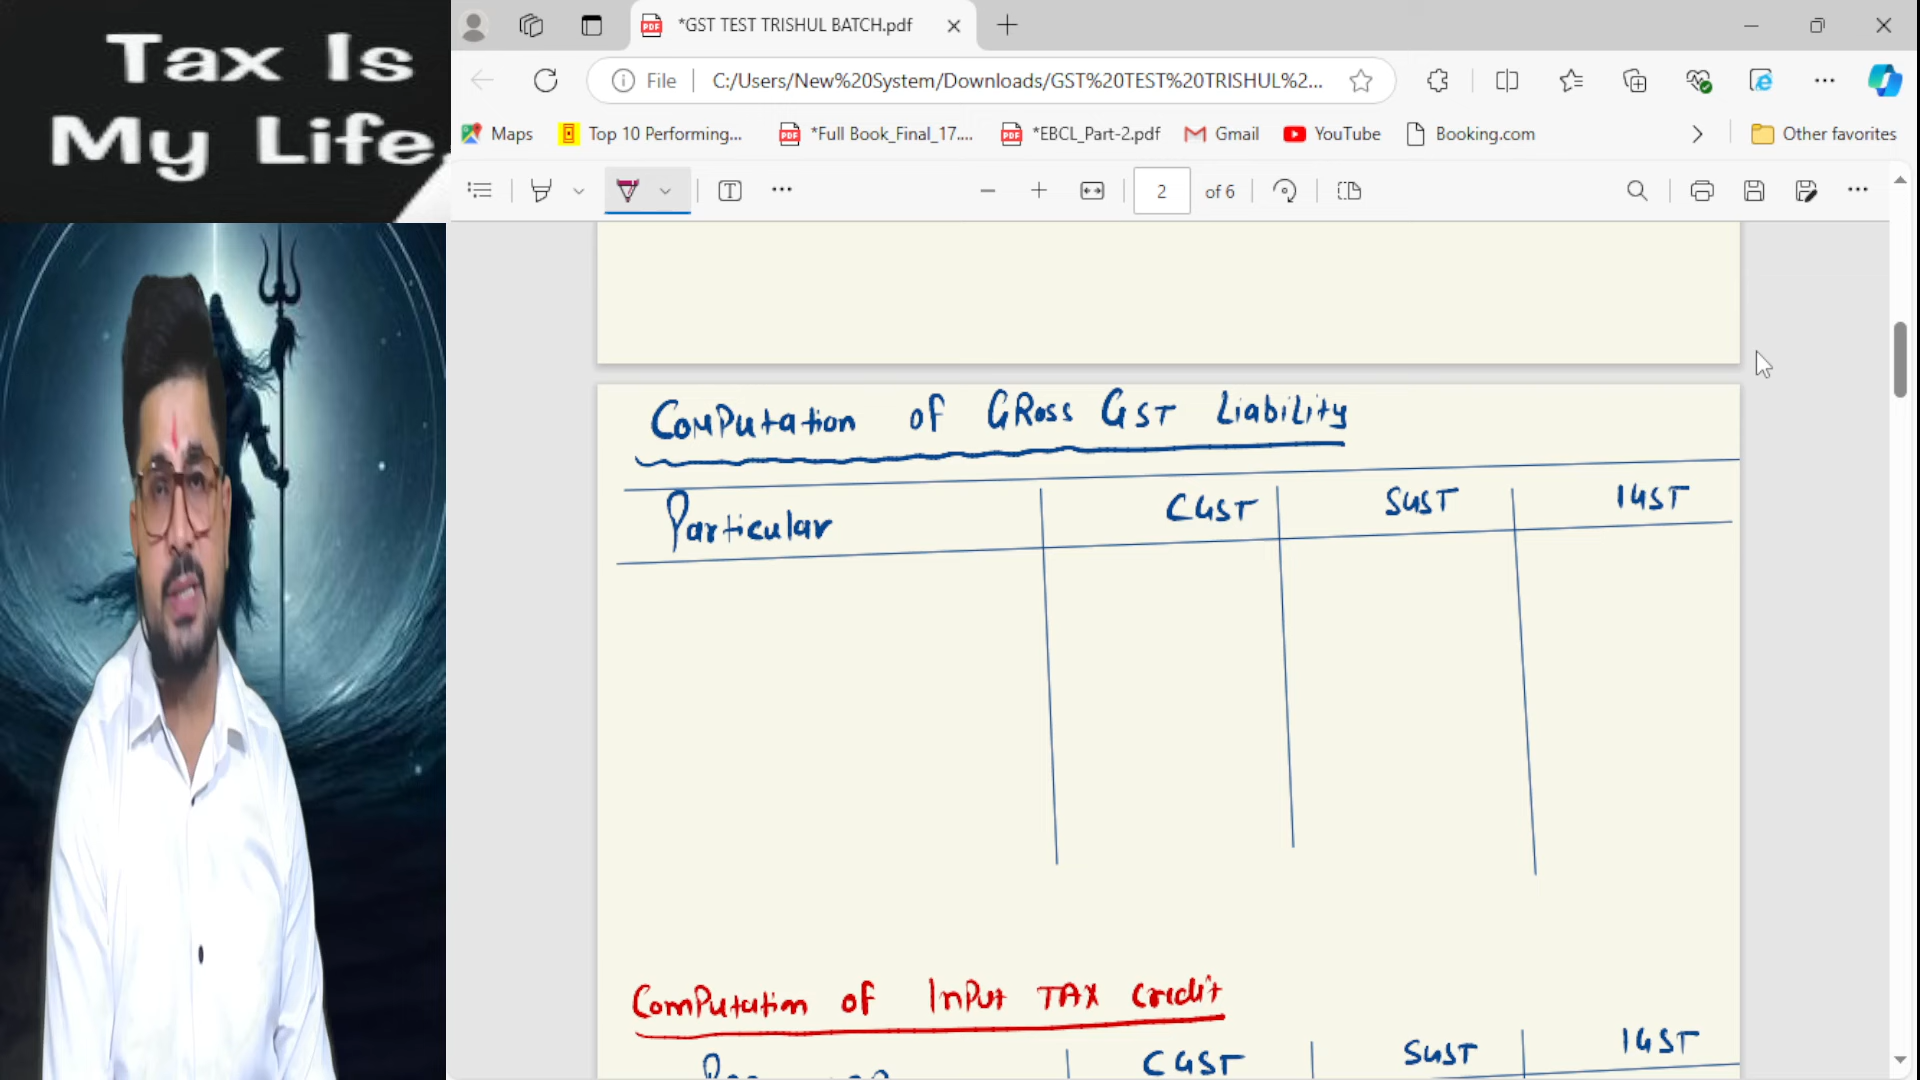 Tax Is
My Life.
*GST TEST TRISHUL BATCH.pdf
File
C:/Users/New%20System/Downloads/GST%20TEST%20TRISHUL%2...
Maps
Top 10 Performing...
*Full Book_Final_17....
*EBCL_Part-2.pdf
Gmail
YouTube
Booking.com
Other favorites
2 of 6
Computation of GRoss GST Liability
Particular CGST SGST IGST
Computation of Input TAX Credit
CGST SGST IGST